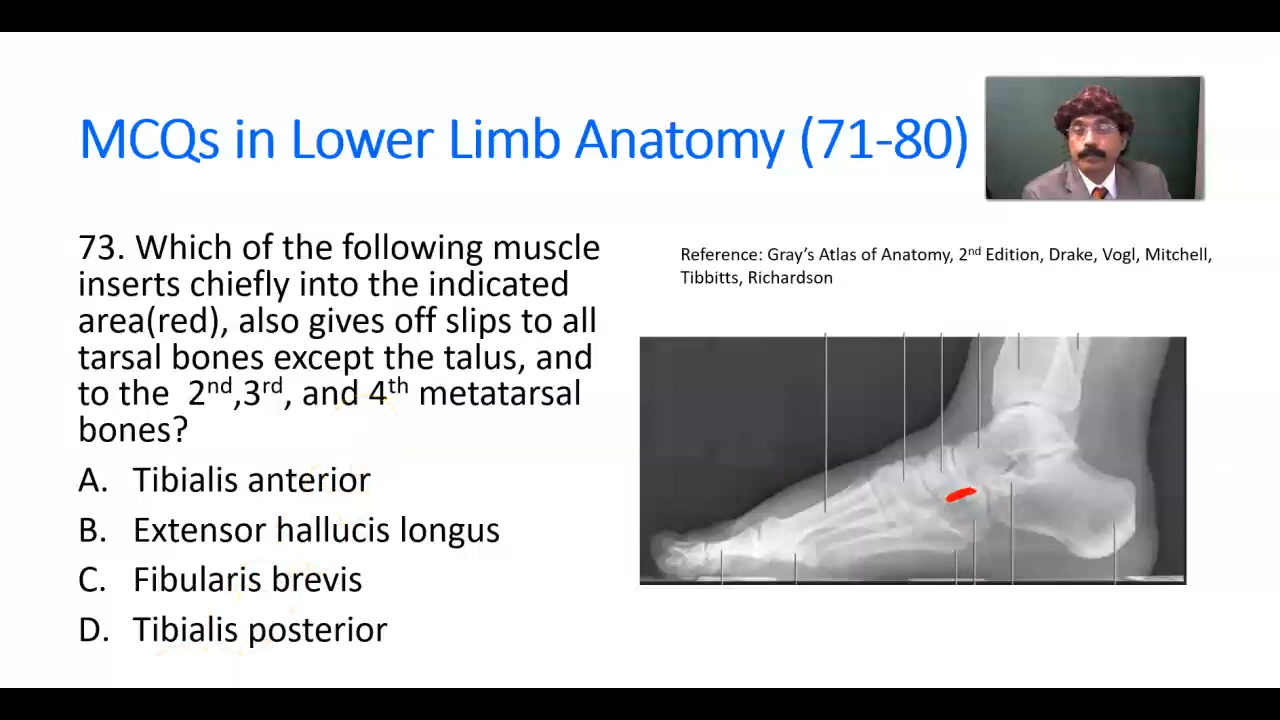 MCQs in Lower Limb Anatomy (71-80)
73. Which of the following muscle
inserts chiefly into the indicated
area(red), also gives off slips to all
tarsal bones except the talus, and
to the 2nd,3rd, and 4th metatarsal
bones?
A. Tibialis anterior
B. Extensor hallucis longus
C. Fibularis brevis
D. Tibialis posterior
Reference: Gray's Atlas of Anatomy, 2nd Edition, Drake, Vogl, Mitchell,
Tibbitts, Richardson